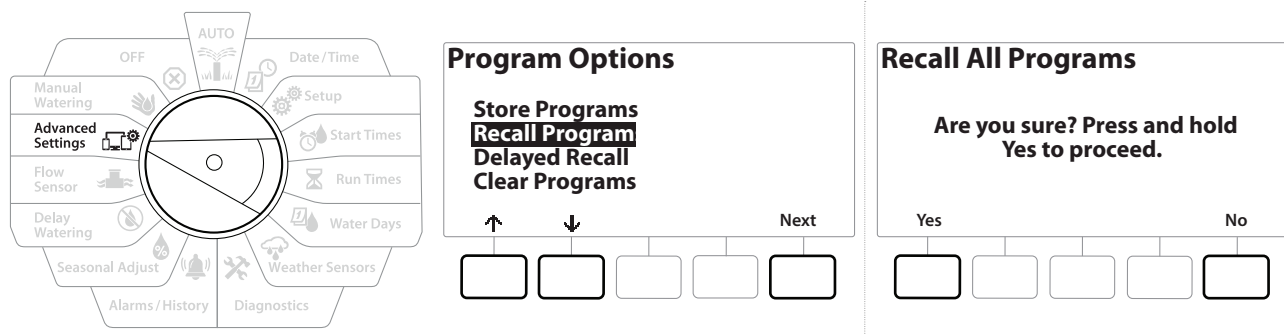 AUTO
OFF
Date/Time
Manual
Watering
Setup
Advanced
Settings
Start Times
Flow
Sensor
Run Times
Delay
Watering
Water Days
Seasonal Adjust
Weather Sensors
Alarms/History
Diagnostics
Program Options
Store Programs
Recall Program
Delayed Recall
Clear Programs
↑
↓
Next
Recall All Programs
Are you sure? Press and hold
Yes to proceed.
Yes
No